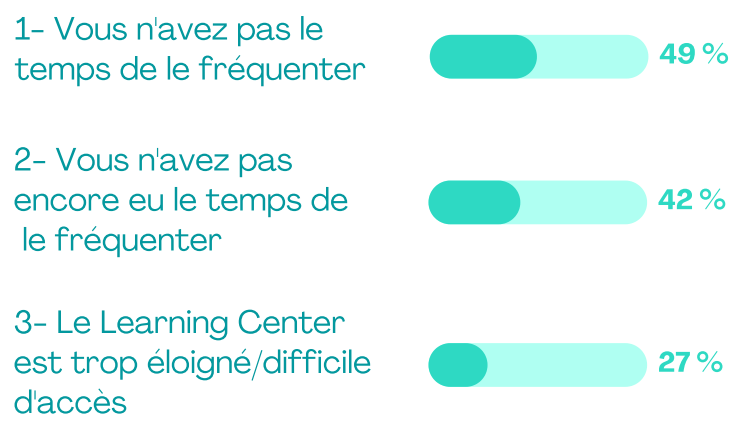 1- Vous n'avez pas le
temps de le fréquenter
49 %
2- Vous n'avez pas
encore eu le temps de
le fréquenter
42 %
3- Le Learning Center
est trop éloigné/difficile
d'accès
27 %